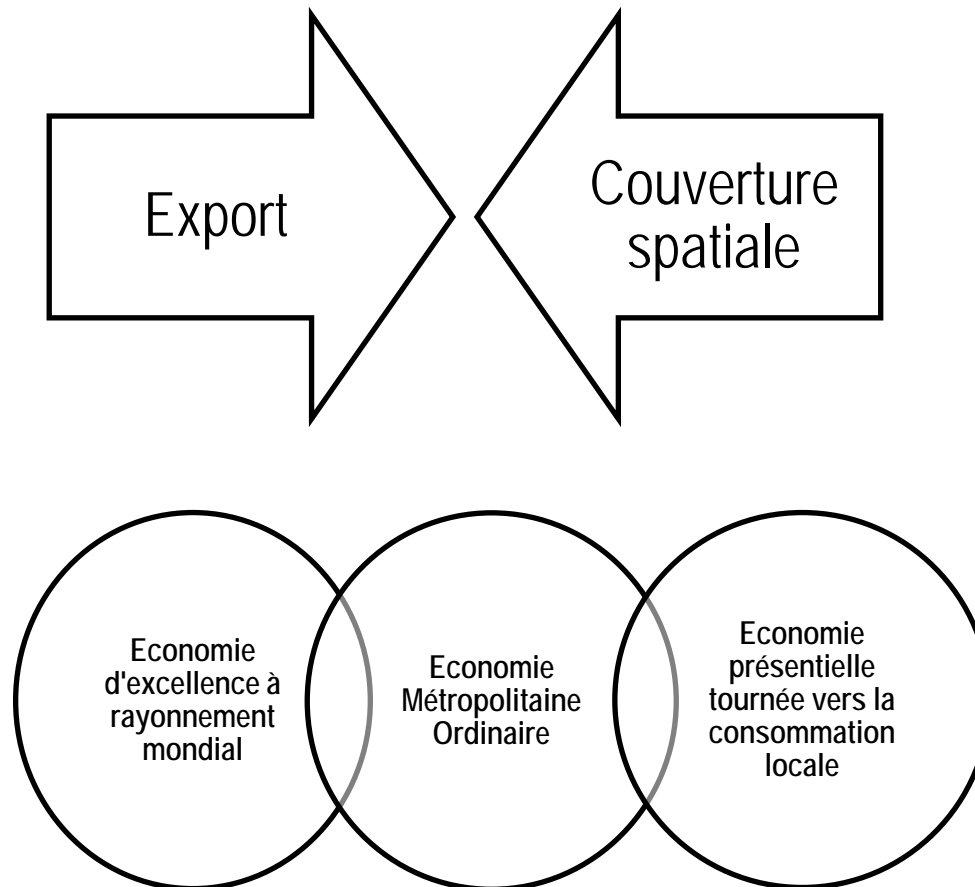 Export
Couverture
spatiale
Economie
d'excellence à
rayonnement
mondial
Economie
Métropolitaine
Ordinaire
Economie
présentielle
tournée vers la
consommation
locale